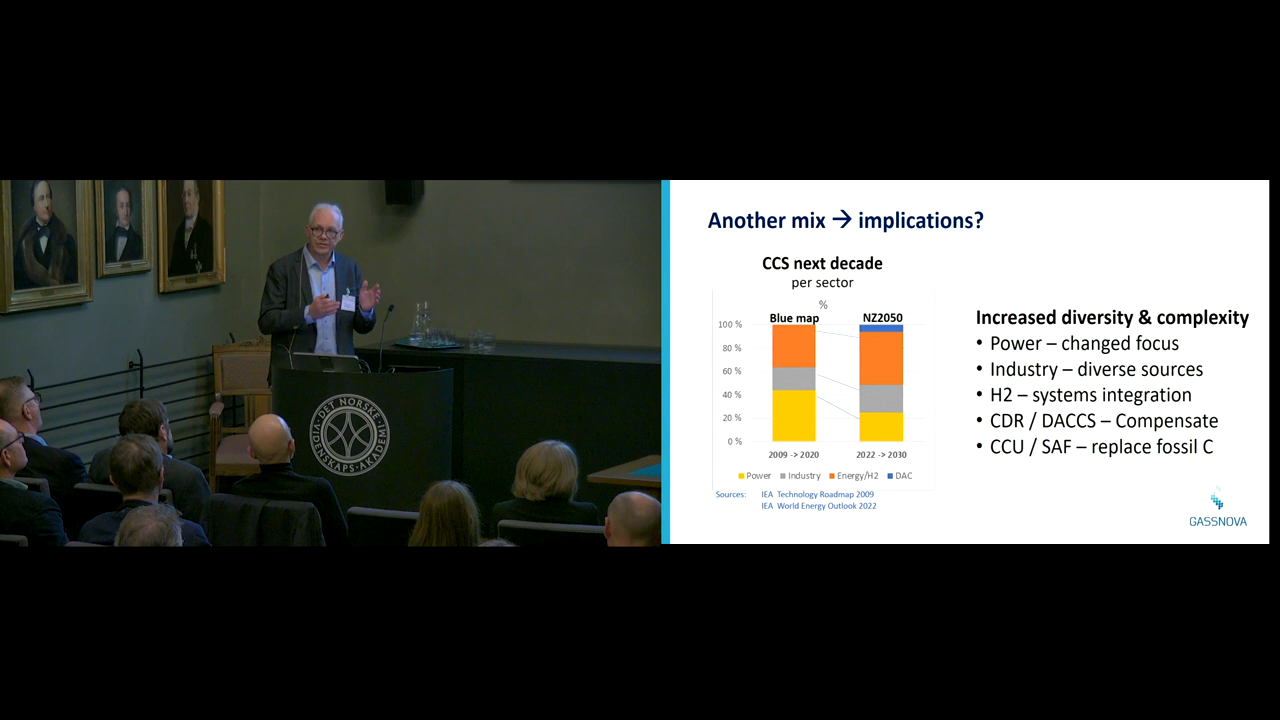 Another mix → implications?
CCS next decade
per sector
%
Blue map
NZ2050
100 %
80 %
60 %
40 %
20 %
0 %
2009 -> 2020
2022 -> 2030
Power
Industry
Energy/H2
DAC
Sources: IEA Technology Roadmap 2009
IEA World Energy Outlook 2022
Increased diversity & complexity
• Power – changed focus
• Industry – diverse sources
• H2 – systems integration
• CDR / DACCS – Compensate
• CCU / SAF – replace fossil C
GASSNOVA
DET NORSKE
VIDENSKAPS-AKADEMI